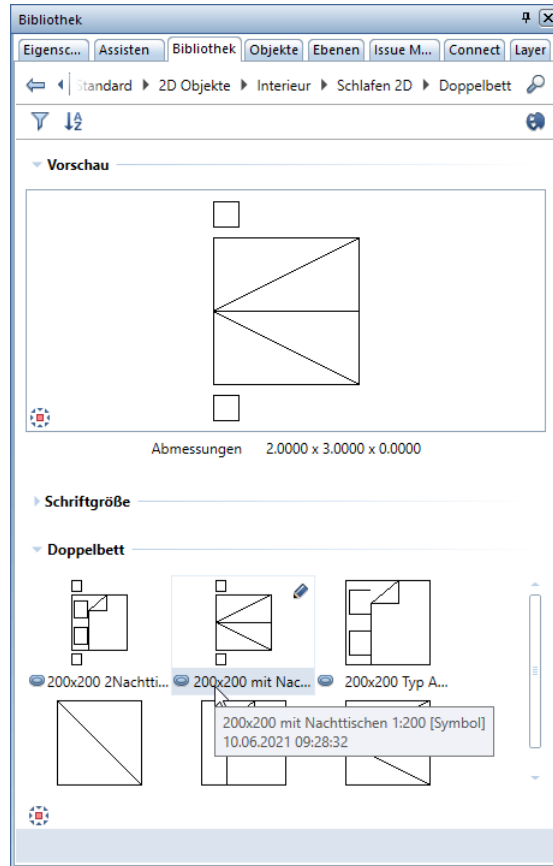 Bibliothek
Eigensc... Assisten Bibliothek Objekte Ebenen Issue M... Connect Layer
Standard 2D Objekte Interieur Schlafen 2D Doppelbett
A
Z
Vorschau
Abmessungen 2.0000 x 3.0000 x 0.0000
Schriftgröße
Doppelbett
200x200 2Nachtti... 200x200 mit Nac... 200x200 Typ A...
200x200 mit Nachttischen 1:200 [Symbol]
10.06.2021 09:28:32